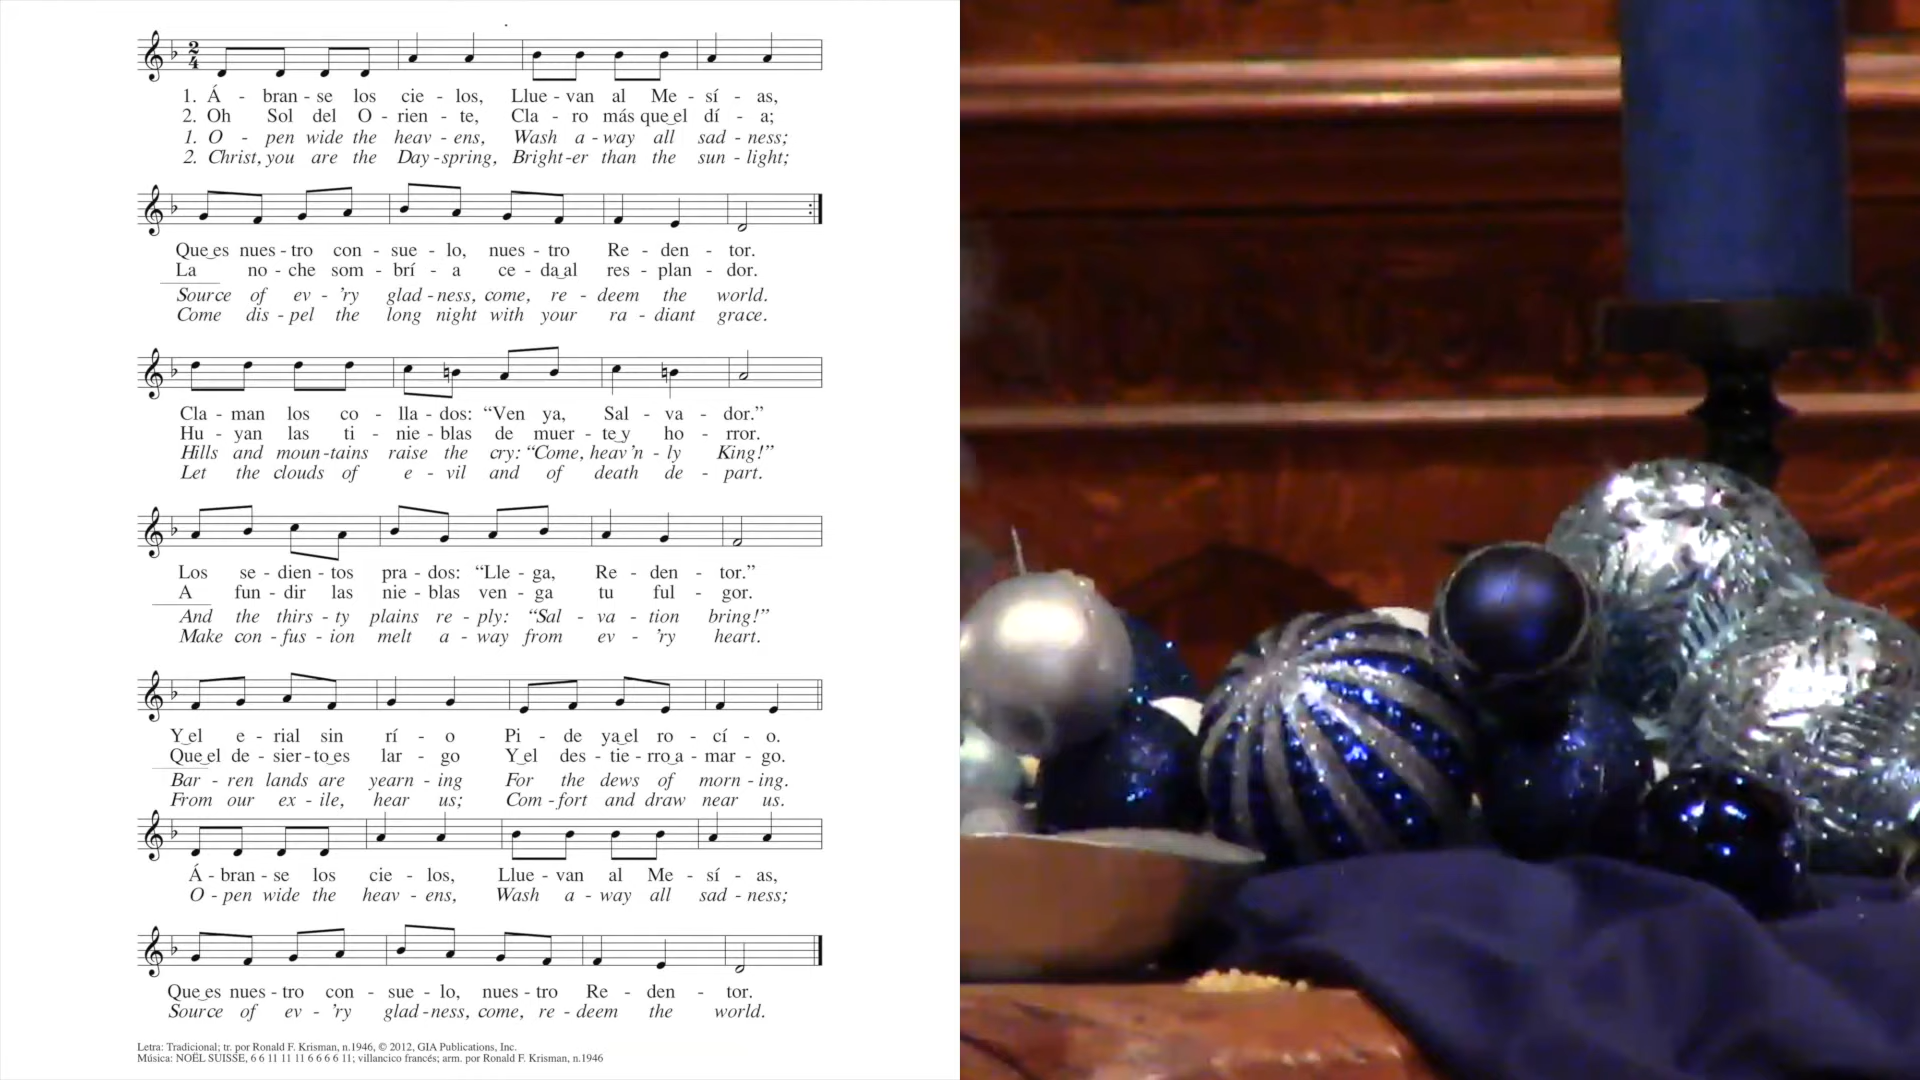 1. Á - bran - se los cie - los, Llue - van al Me - sí - as,
2. Oh Sol del O - rien - te, Cla - ro más que el dí - a;
1. O - pen wide the heav - ens, Wash a - way all sad - ness;
2. Christ, you are the Day - spring, Bright - er than the sun - light;
Que es nues - tro con - sue - lo, nues - tro Re - den - tor.
La no - che som - brí - a ce - da al res - plan - dor.
Source of ev - 'ry glad - ness, come, re - deem the world.
Come dis - pel the long night with your ra - diant grace.
Cla - man los co - lla - dos: “Ven ya, Sal - va - dor.”
Hu - yan las ti - nie - blas de muer - te y ho - rror.
Hills and moun - tains raise the cry: “Come, heav'n - ly King!”
Let the clouds of e - vil and of death de - part.
Los se - dien - tos pra - dos: “Lle - ga, Re - den - tor.”
A fun - dir las nie - blas ven - ga tu ful - gor.
And the thirs - ty plains re - ply: “Sal - va - tion bring!”
Make con - fus - ion melt a - way from ev - 'ry heart.
Y el e - rial sin rí - o Pi - de ya el ro - cí - o.
Que el de - sier - to es lar - go Y el des - tie - rro a - mar - go.
Bar - ren lands are yearn - ing For the dews of morn - ing.
From our ex - ile, hear us; Com - fort and draw near us.
Á - bran - se los cie - los, Llue - van al Me - sí - as,
O - pen wide the heav - ens, Wash a - way all sad - ness;
Que es nues - tro con - sue - lo, nues - tro Re - den - tor.
Source of ev - 'ry glad - ness, come, re - deem the world.
Letra: Tradicional; tr. por Ronald F. Krisman, n.1946, © 2012, GIA Publications, Inc.
Música: NOËL SUISSE, 6 6 11 11 11 6 6 6 6 11; villancico francés; arm. por Ronald F. Krisman, n.1946